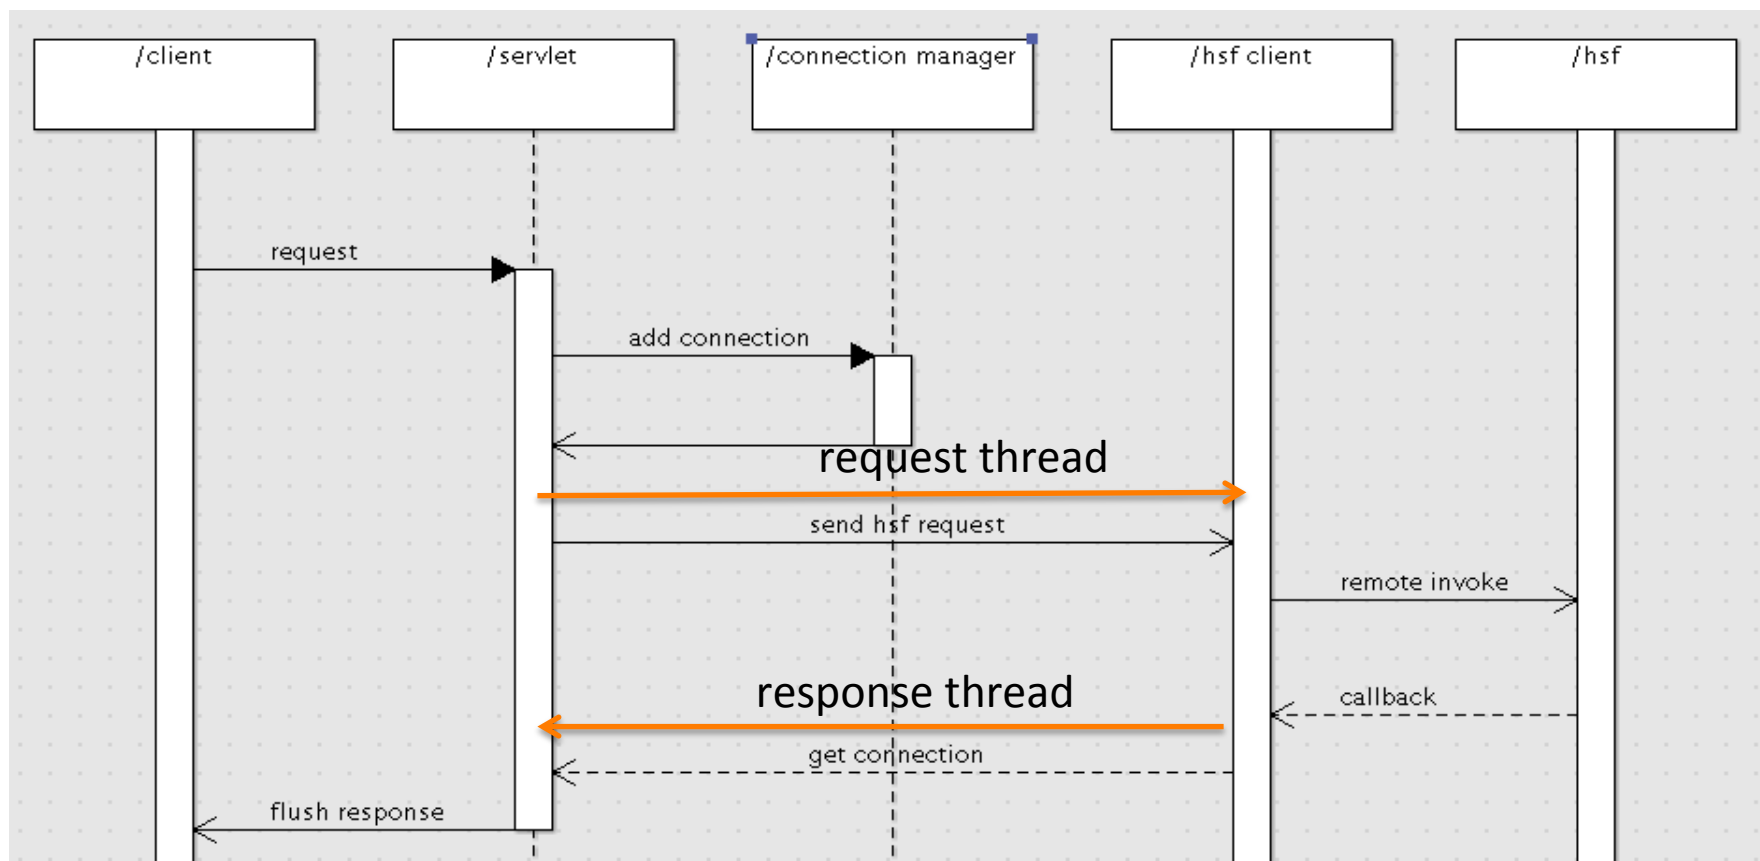 /client
/servlet
/connection manager
/hsf client
/hsf
request
add connection
request thread
send hsf request
remote invoke
response thread
callback
get connection
flush response